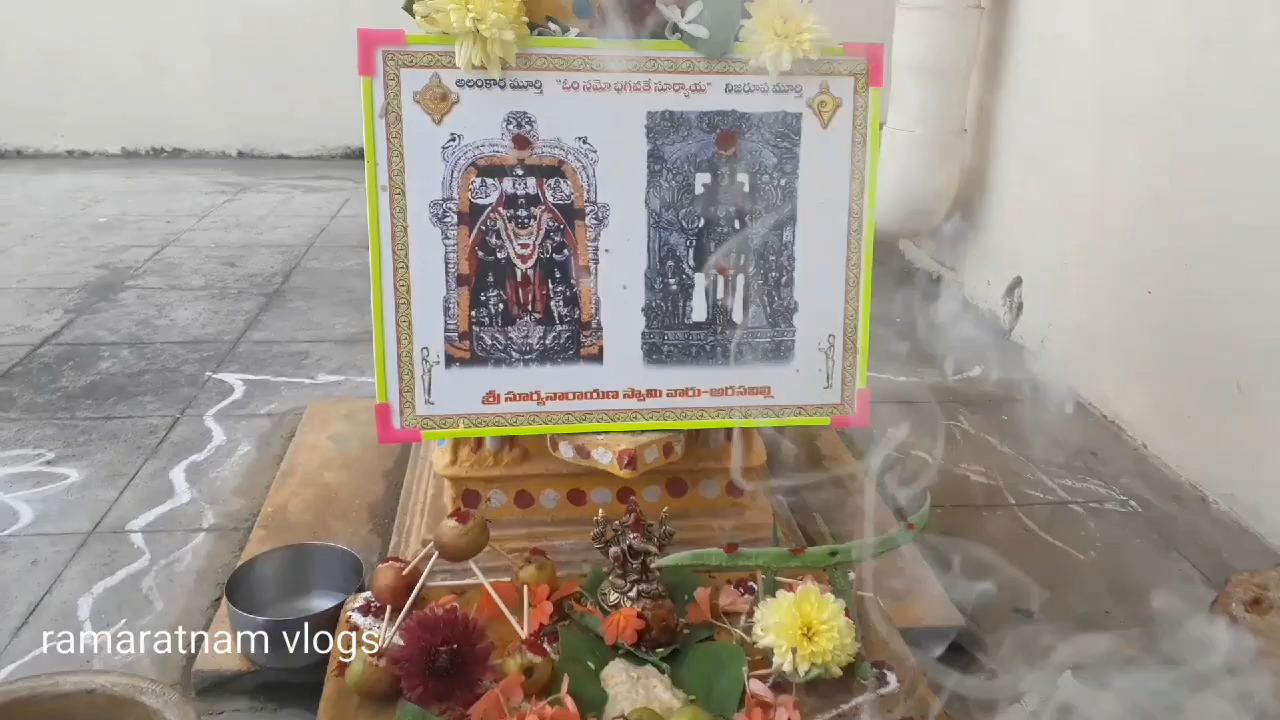 అలంకార మూర్తి "ఓం నమో భగవతే సూర్యాయ" నిజరూప మూర్తి
శ్రీ సూర్యనారాయణ స్వామి వారు-అరసవిల్లి
ramaratnam vlogs